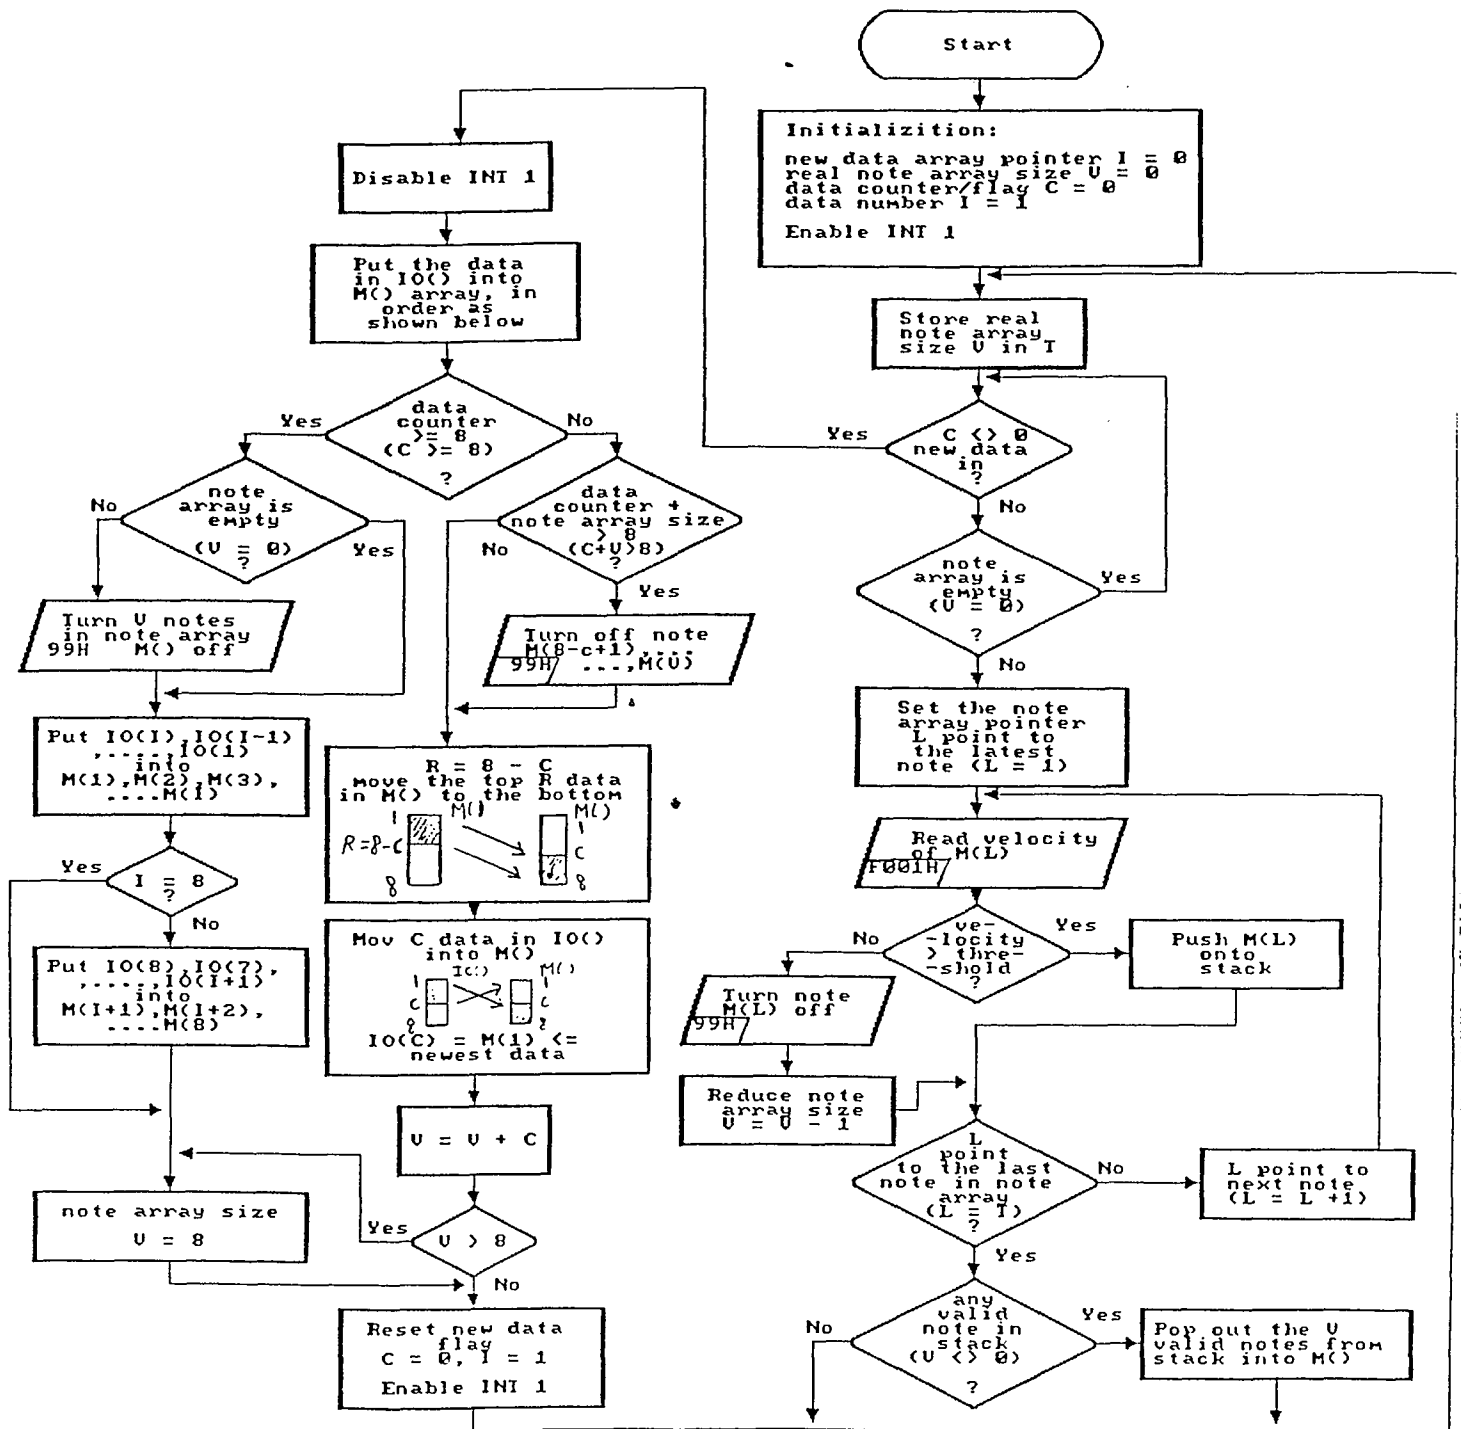 Start
Initializition:
new data array pointer I = 0
real note array size V = 0
data counter/flag C = 0
data number I = 1
Enable INT 1
Store real
note array
size V in T
C <> 0
new data
in
?
Yes
No
note
array is
empty
(V = 0)
?
Yes
No
Set the note
array pointer
L point to
the latest
note (L = 1)
Read velocity
of M(L)
F001H
ve-
-locity
> thre-
-shold
?
Yes
No
Push M(L)
onto
stack
Turn note
M(L) off
99H
Reduce note
array size
V = V - 1
L
point
to the last
note in note
array
(L = T)
?
No
Yes
L point to
next note
(L = L +1)
any
valid
note in
stack
(V <> 0)
?
No
Yes
Pop out the V
valid notes from
stack into M()
Disable INT 1
Put the data
in IO() into
M() array, in
order as
shown below
data
counter
>= 8
(C >= 8)
?
Yes
No
note
array is
empty
(V = 0)
?
No
Yes
Turn V notes
in note array
99H M() off
Put IO(I),IO(I-1)
,....,IO(1)
into
M(1),M(2),M(3),
....M(I)
I = 8
?
Yes
No
Put IO(8),IO(7),
,....,IO(I+1)
into
M(I+1),M(I+2),
....M(8)
note array size
V = 8
data
counter +
note array size
> 8
(C+V>8)
?
No
Yes
Turn off note
M(8-c+1),...
99H ...,M(V)
R = 8 - C
move the top R data
in M() to the bottom
M() M()
1 1
R=8-C C
8 8
Mov C data in IO()
into M()
I() M()
1 1
C C
8 8
IO(C) = M(1) <=
newest data
V = V + C
V > 8
Yes
No
Reset new data
flag
C = 0, I = 1
Enable INT 1